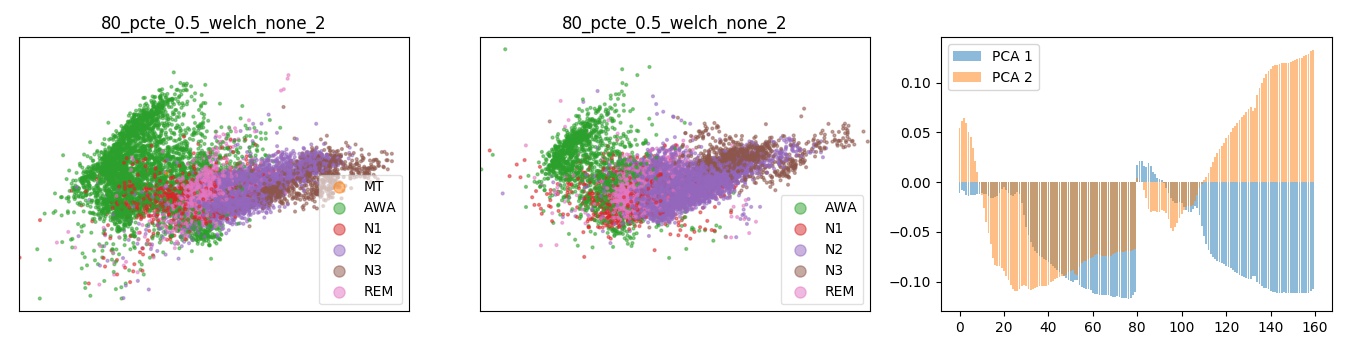 80_pcte_0.5_welch_none_2
MT
AWA
N1
N2
N3
REM
80_pcte_0.5_welch_none_2
AWA
N1
N2
N3
REM
PCA 1
PCA 2
0.10
0.05
0.00
−0.05
−0.10
0 20 40 60 80 100 120 140 160